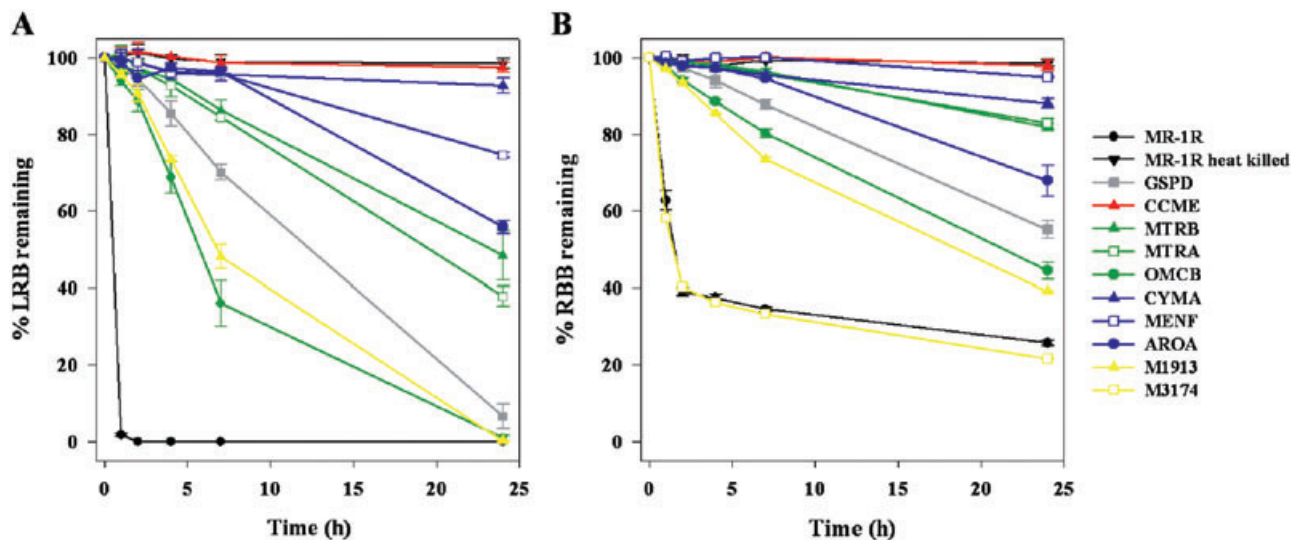 A
% LRB remaining
100
80
60
40
20
0
0 5 10 15 20 25
Time (h)
B
% RBB remaining
100
80
60
40
20
0
0 5 10 15 20 25
Time (h)
MR-1R
MR-1R heat killed
GSPD
CCME
MTRB
MTRA
OMCB
CYMA
MENF
AROA
M1913
M3174